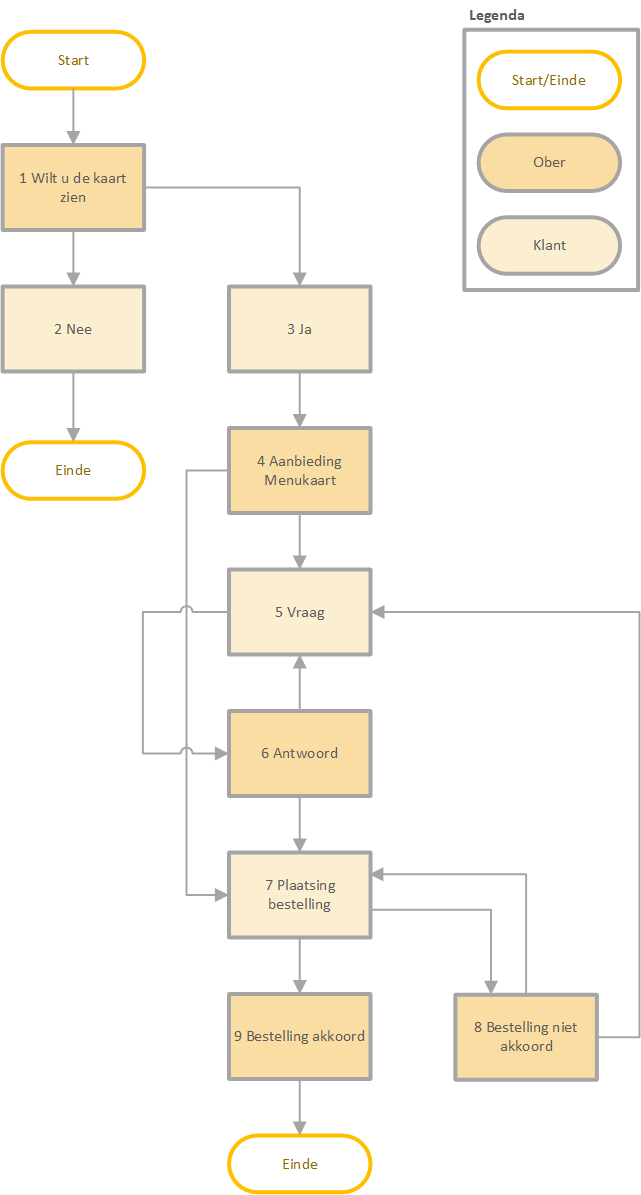 Legenda
Start
Start/Einde
Ober
Klant
1 Wilt u de kaart
zien
2 Nee
3 Ja
Einde
4 Aanbieding
Menukaart
5 Vraag
6 Antwoord
7 Plaatsing
bestelling
8 Bestelling niet
akkoord
9 Bestelling akkoord
Einde